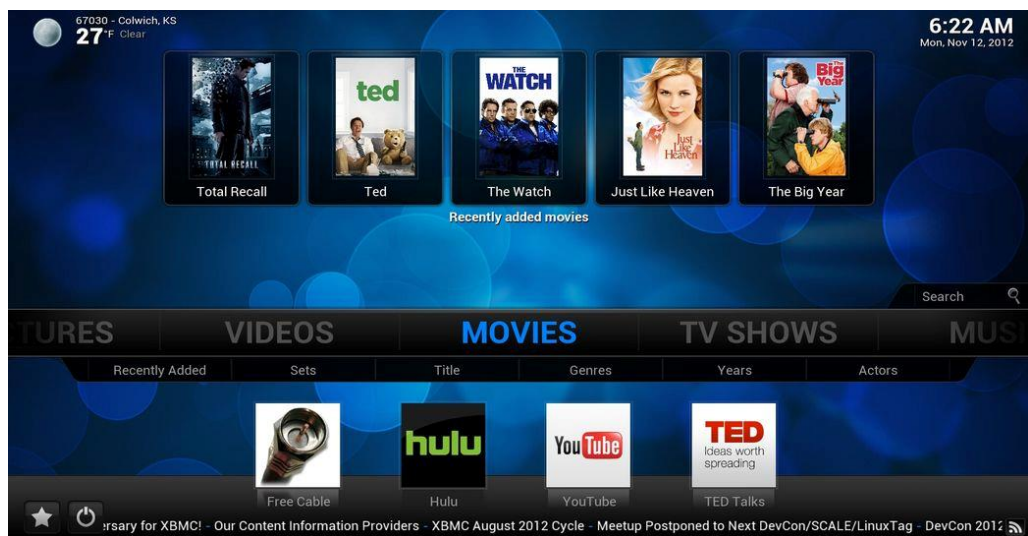 67030 - Colwich, KS
27°F Clear
6:22 AM
Mon, Nov 12, 2012
TOTAL RECALL
ted
THE
WATCH
Just
Like
Heaven
The
Big
Year
Total Recall
Ted
The Watch
Just Like Heaven
The Big Year
Recently added movies
Search
TURES
VIDEOS
MOVIES
TV SHOWS
MUS
Recently Added
Sets
Title
Genres
Years
Actors
hulu
YouTube
TED
Ideas worth
spreading
Free Cable
Hulu
YouTube
TED Talks
ersary for XBMC! - Our Content Information Providers - XBMC August 2012 Cycle - Meetup Postponed to Next DevCon/SCALE/LinuxTag - DevCon 2012